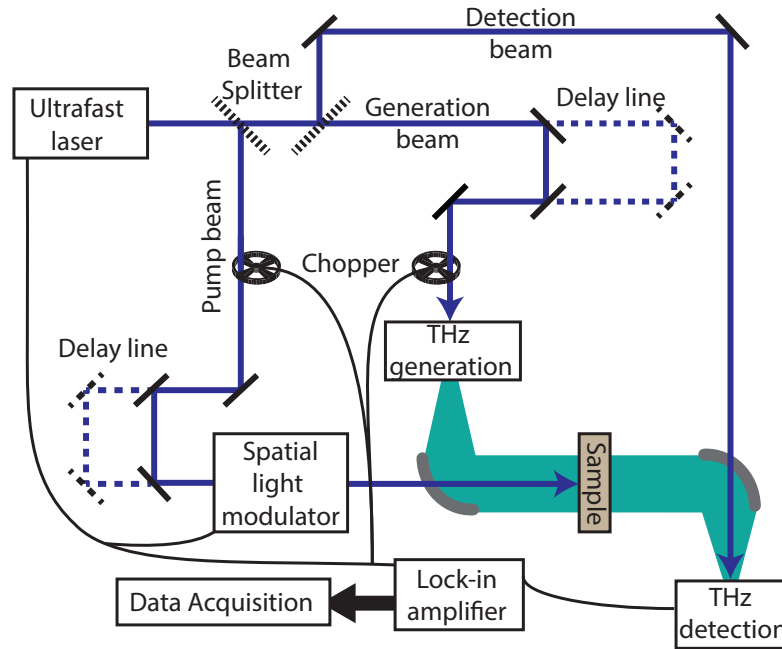 Detection
beam
Beam
Splitter
Ultrafast
laser
Generation
beam
Delay line
Pump beam
Chopper
THz
generation
Delay line
Spatial
light
modulator
Sample
Lock-in
amplifier
Data Acquisition
THz
detection